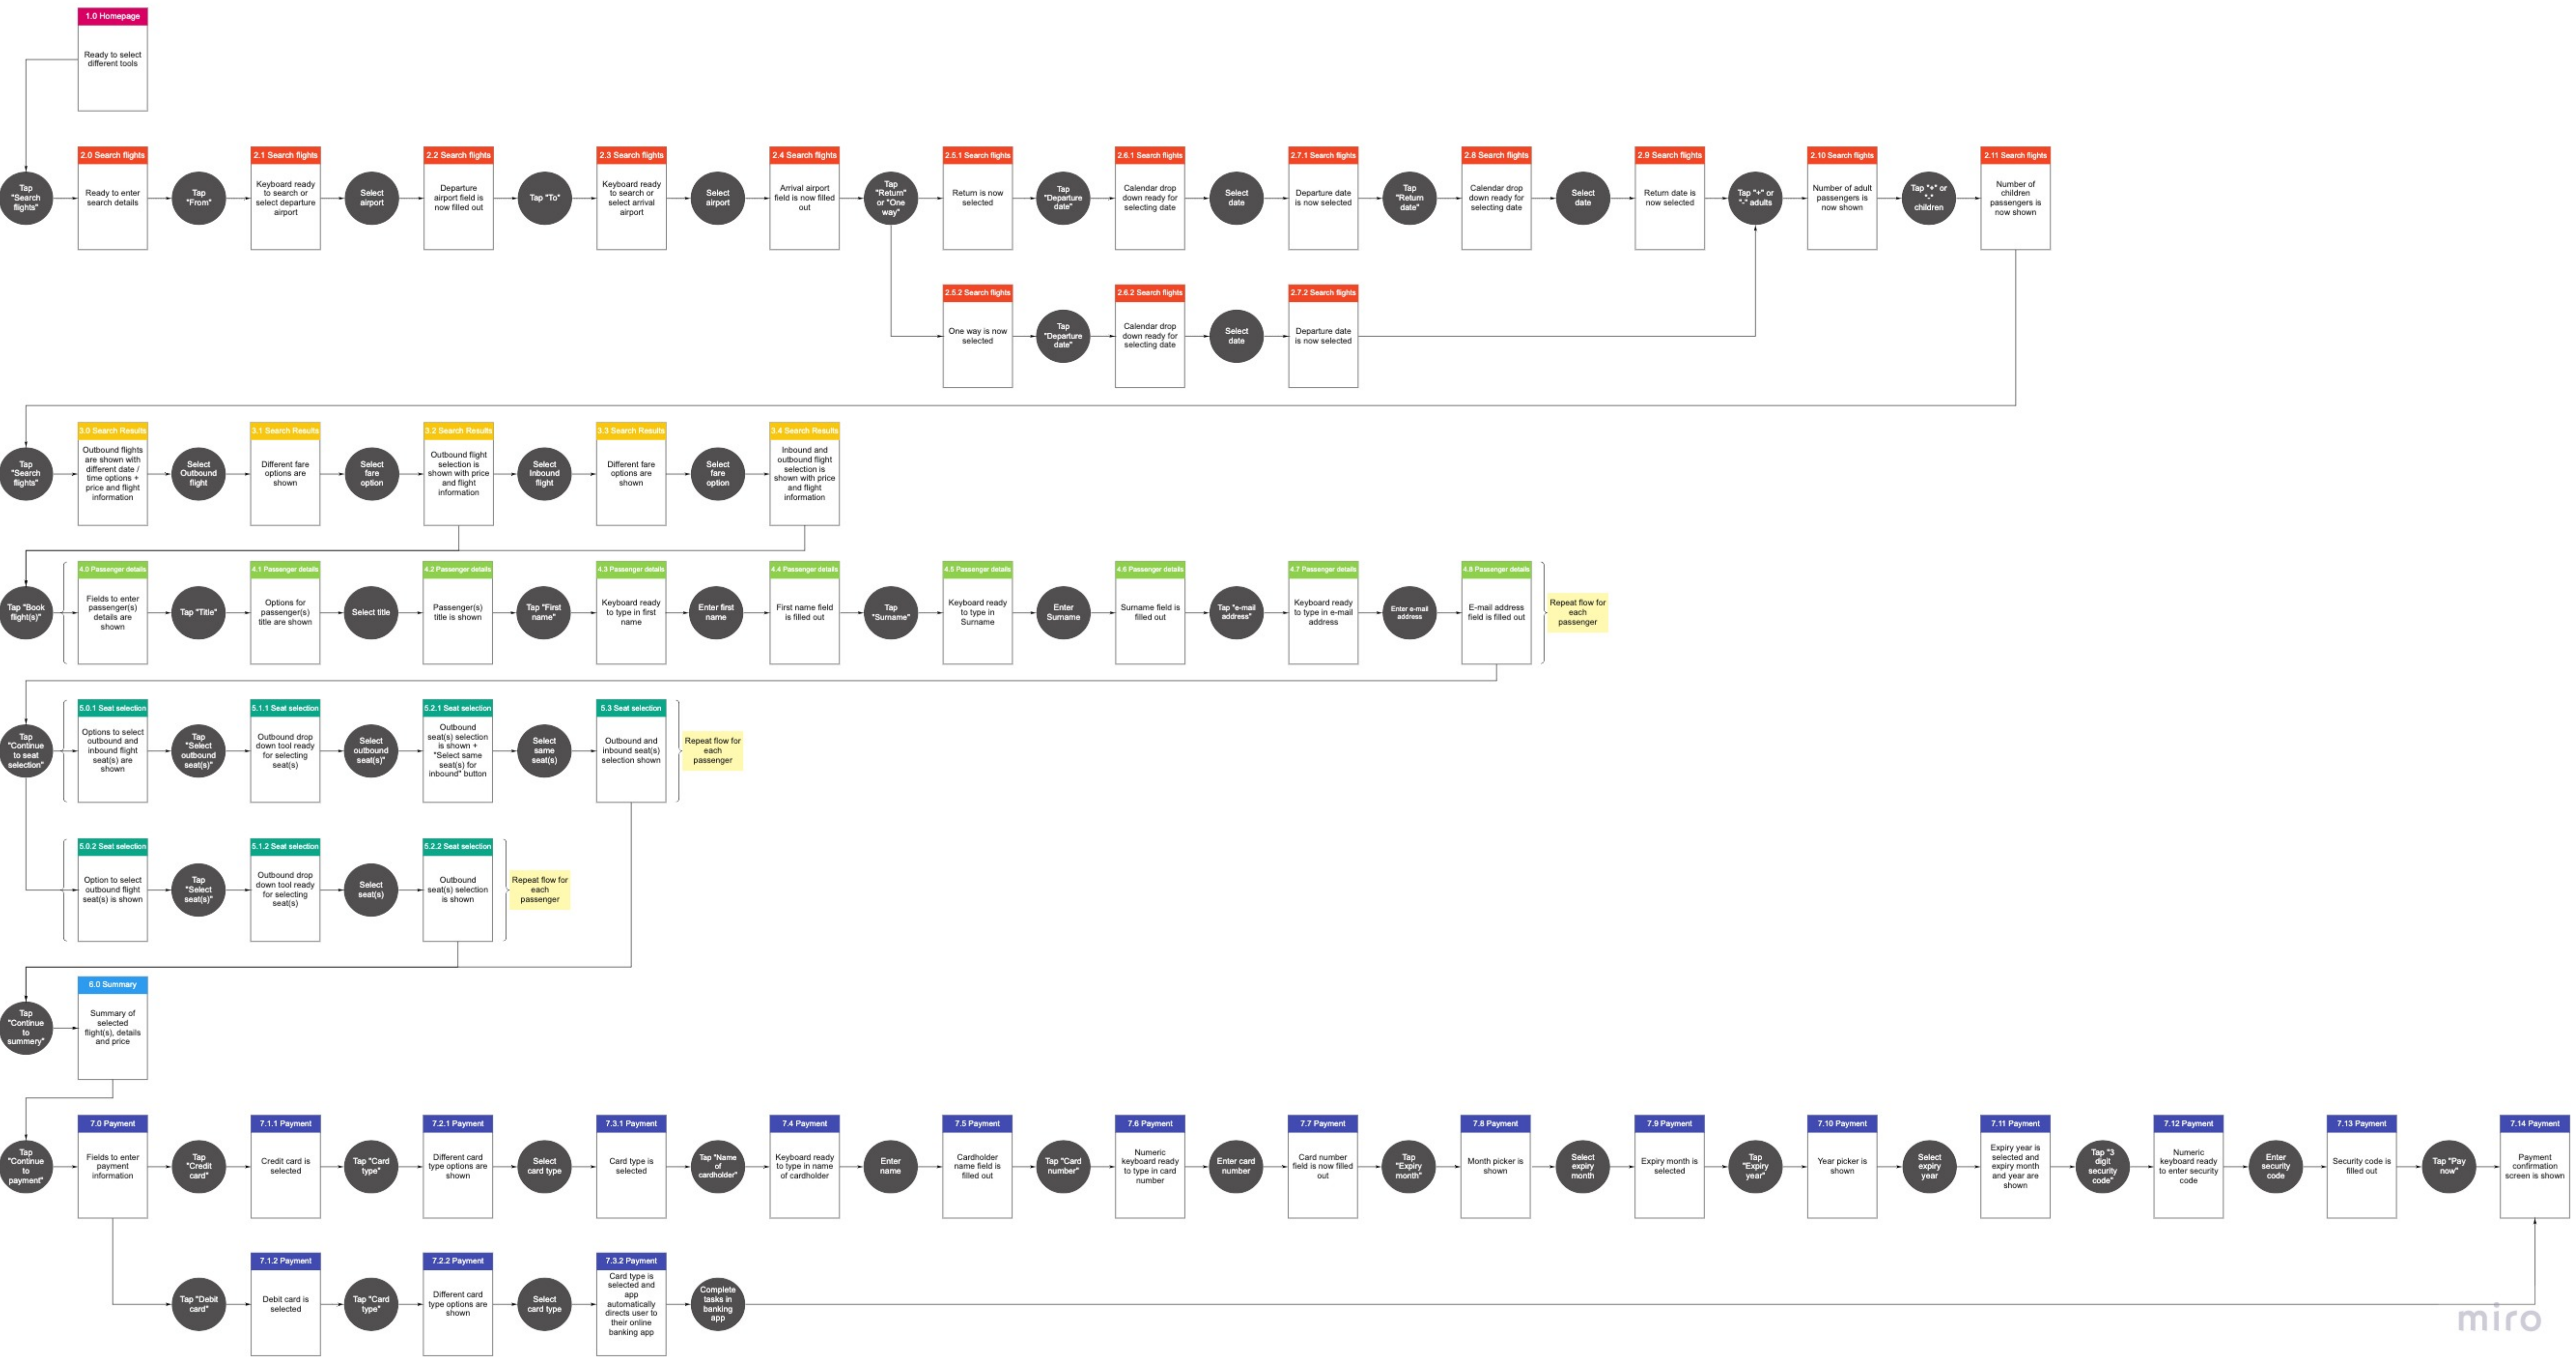 1.0 Homepage
Ready to select
different tools
Tap
"Search
flights"
2.0 Search flights
Ready to enter
search details
Tap
"From"
2.1 Search flights
Keyboard ready
to search or
select departure
airport
Select
airport
2.2 Search flights
Departure
airport field is
now filled out
Tap "To"
2.3 Search flights
Keyboard ready
to search or
select arrival
airport
Select
airport
2.4 Search flights
Arrival airport
field is now filled
out
Tap
"Return"
or "One
way"
2.5.1 Search flights
Return is now
selected
Tap
"Departure
date"
2.6.1 Search flights
Calendar drop
down ready for
selecting date
Select
date
2.7.1 Search flights
Departure date
is now selected
Tap
"Return
date"
2.8 Search flights
Calendar drop
down ready for
selecting date
Select
date
2.9 Search flights
Return date is
now selected
Tap "+" or
"-" adults
2.10 Search flights
Number of adult
passengers is
now shown
Tap "+" or
"-"
children
2.11 Search flights
Number of
children
passengers is
now shown
2.5.2 Search flights
One way is now
selected
Tap
"Departure
date"
2.6.2 Search flights
Calendar drop
down ready for
selecting date
Select
date
2.7.2 Search flights
Departure date
is now selected
Tap
"Search
flights"
3.0 Search Results
Outbound flights
are shown with
different date /
time options +
price and flight
information
Select
Outbound
flight
3.1 Search Results
Different fare
options are
shown
Select
fare
option
3.2 Search Results
Outbound flight
selection is
shown with price
and flight
information
Select
Inbound
flight
3.3 Search Results
Different fare
options are
shown
Select
fare
option
3.4 Search Results
Inbound and
outbound flight
selection is
shown with price
and flight
information
Tap "Book
flight(s)"
4.0 Passenger details
Fields to enter
passenger(s)
details are
shown
Tap "Title"
4.1 Passenger details
Options for
passenger(s)
title are shown
Select title
4.2 Passenger details
Passenger(s)
title is shown
Tap "First
name"
4.3 Passenger details
Keyboard ready
to type in first
name
Enter first
name
4.4 Passenger details
First name field
is filled out
Tap
"Surname"
4.5 Passenger details
Keyboard ready
to type in
Surname
Enter
Surname
4.6 Passenger details
Surname field is
filled out
Tap "e-mail
address"
4.7 Passenger details
Keyboard ready
to type in e-mail
address
Enter e-mail
address
4.8 Passenger details
E-mail address
field is filled out
Repeat flow for
each
passenger
Tap
"Continue
to seat
selection"
5.0.1 Seat selection
Options to select
outbound and
inbound flight
seat(s) are
shown
Tap
"Select
outbound
seat(s)"
5.1.1 Seat selection
Outbound drop
down tool ready
for selecting
seat(s)
Select
outbound
seat(s)"
5.2.1 Seat selection
Outbound
seat(s) selection
is shown +
"Select same
seat(s) for
inbound" button
Select
same
seat(s)
5.3 Seat selection
Outbound and
inbound seat(s)
selection shown
Repeat flow for
each
passenger
5.0.2 Seat selection
Option to select
outbound flight
seat(s) is shown
Tap
"Select
seat(s)"
5.1.2 Seat selection
Outbound drop
down tool ready
for selecting
seat(s)
Select
seat(s)
5.2.2 Seat selection
Outbound
seat(s) selection
is shown
Repeat flow for
each
passenger
Tap
"Continue
to
summery"
6.0 Summary
Summary of
selected
flight(s), details
and price
Tap
"Continue
to
payment"
7.0 Payment
Fields to enter
payment
information
Tap
"Credit
card"
7.1.1 Payment
Credit card is
selected
Tap "Card
type"
7.2.1 Payment
Different card
type options are
shown
Select
card type
7.3.1 Payment
Card type is
selected
Tap "Name
of
cardholder"
7.4 Payment
Keyboard ready
to type in name
of cardholder
Enter
name
7.5 Payment
Cardholder
name field is
filled out
Tap "Card
number"
7.6 Payment
Numeric
keyboard ready
to type in card
number
Enter card
number
7.7 Payment
Card number
field is now filled
out
Tap
"Expiry
month"
7.8 Payment
Month picker is
shown
Select
expiry
month
7.9 Payment
Expiry month is
selected
Tap
"Expiry
year"
7.10 Payment
Year picker is
shown
Select
expiry
year
7.11 Payment
Expiry year is
selected and
expiry month
and year are
shown
Tap "3
digit
security
code"
7.12 Payment
Numeric
keyboard ready
to enter security
code
Enter
security
code
7.13 Payment
Security code is
filled out
Tap "Pay
now"
7.14 Payment
Payment
confirmation
screen is shown
Tap "Debit
card"
7.1.2 Payment
Debit card is
selected
Tap "Card
type"
7.2.2 Payment
Different card
type options are
shown
Select
card type
7.3.2 Payment
Card type is
selected and
app
automatically
directs user to
their online
banking app
Complete
tasks in
banking
app
miro